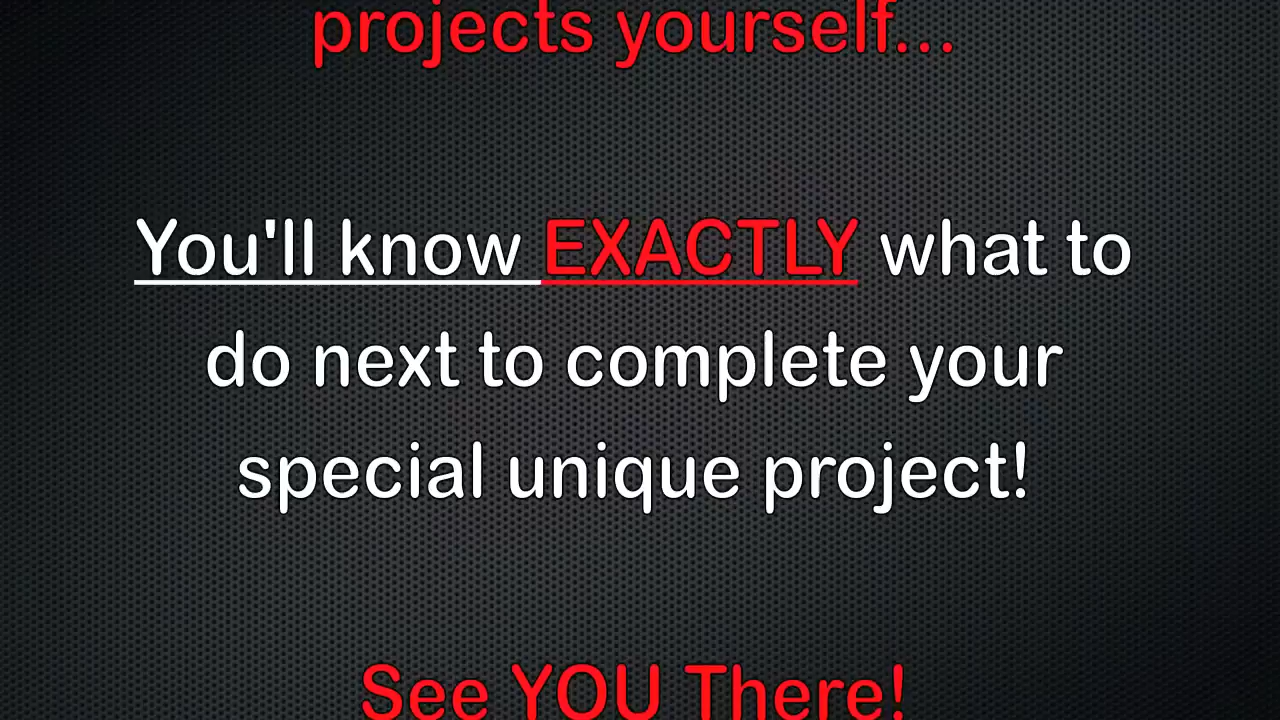 projects yourself...
You'll know EXACTLY what to
do next to complete your
special unique project!
See YOU There!